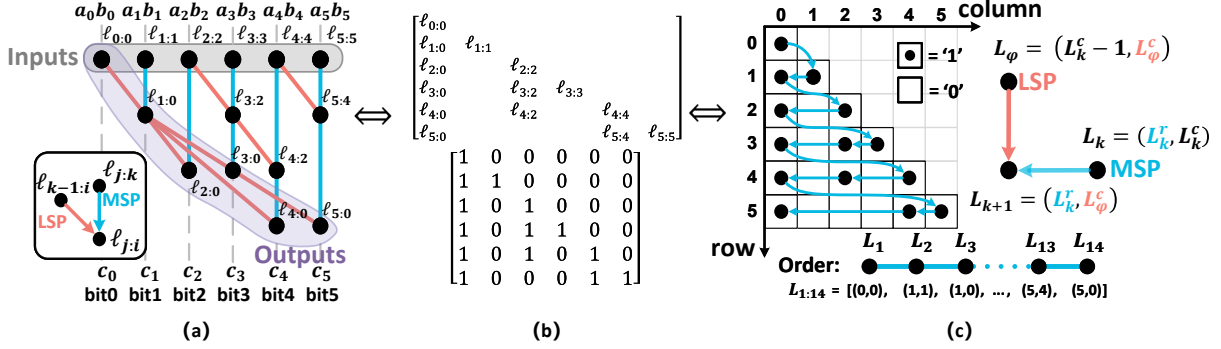 a₀b₀ a₁b₁ a₂b₂ a₃b₃ a₄b₄ a₅b₅
ℓ₀:₀ ℓ₁:₁ ℓ₂:₂ ℓ₃:₃ ℓ₄:₄ ℓ₅:₅
Inputs
ℓ₁:₀ ℓ₃:₂ ℓ₅:₄
ℓ₂:₀ ℓ₃:₀ ℓ₄:₂
ℓ₄:₀ ℓ₅:₀
Outputs
ℓₖ₋₁:ᵢ ℓⱼ:ₖ
LSP MSP
ℓⱼ:ᵢ
c₀ c₁ c₂ c₃ c₄ c₅
bit0 bit1 bit2 bit3 bit4 bit5
(a)
ℓ₀:₀
ℓ₁:₀ ℓ₁:₁
ℓ₂:₀ ℓ₂:₂
ℓ₃:₀ ℓ₃:₂ ℓ₃:₃
ℓ₄:₀ ℓ₄:₂ ℓ₄:₄
ℓ₅:₀ ℓ₅:₄ ℓ₅:₅
1 0 0 0 0 0
1 1 0 0 0 0
1 0 1 0 0 0
1 0 1 1 0 0
1 0 1 0 1 0
1 0 0 0 1 1
(b)
0 1 2 3 4 5 column
0
1
2
3
4
5
row
= '1'
= '0'
L_φ = (Lₖᶜ − 1, L_φᶜ)
LSP
Lₖ = (Lₖʳ, Lₖᶜ)
MSP
Lₖ₊₁ = (Lₖʳ, L_φᶜ)
L₁ L₂ L₃ L₁₃ L₁₄
Order:
L₁:₁₄ = [(0,0), (1,1), (1,0), ..., (5,4), (5,0)]
(c)